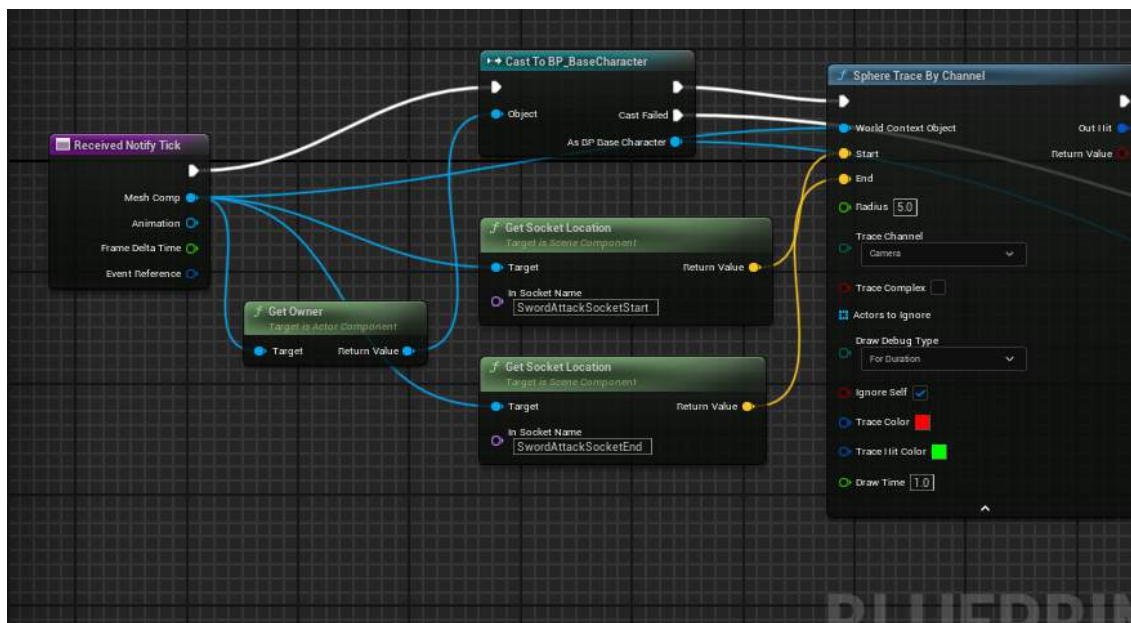 Received Notify Tick
Mesh Comp
Animation
Frame Delta Time
Event Reference
Get Owner
Target is Actor Component
Target
Return Value
Cast To BP_BaseCharacter
Object
Cast Failed
As BP Base Character
Get Socket Location
Target is Scene Component
Target
Return Value
In Socket Name
SwordAttackSocketStart
Get Socket Location
Target is Scene Component
Target
Return Value
In Socket Name
SwordAttackSocketEnd
Sphere Trace By Channel
World Context Object
Out Hit
Start
Return Value
End
Radius 5.0
Trace Channel
Camera
Trace Complex
Actors to Ignore
Draw Debug Type
For Duration
Ignore Self
Trace Color
Trace Hit Color
Draw Time 1.0